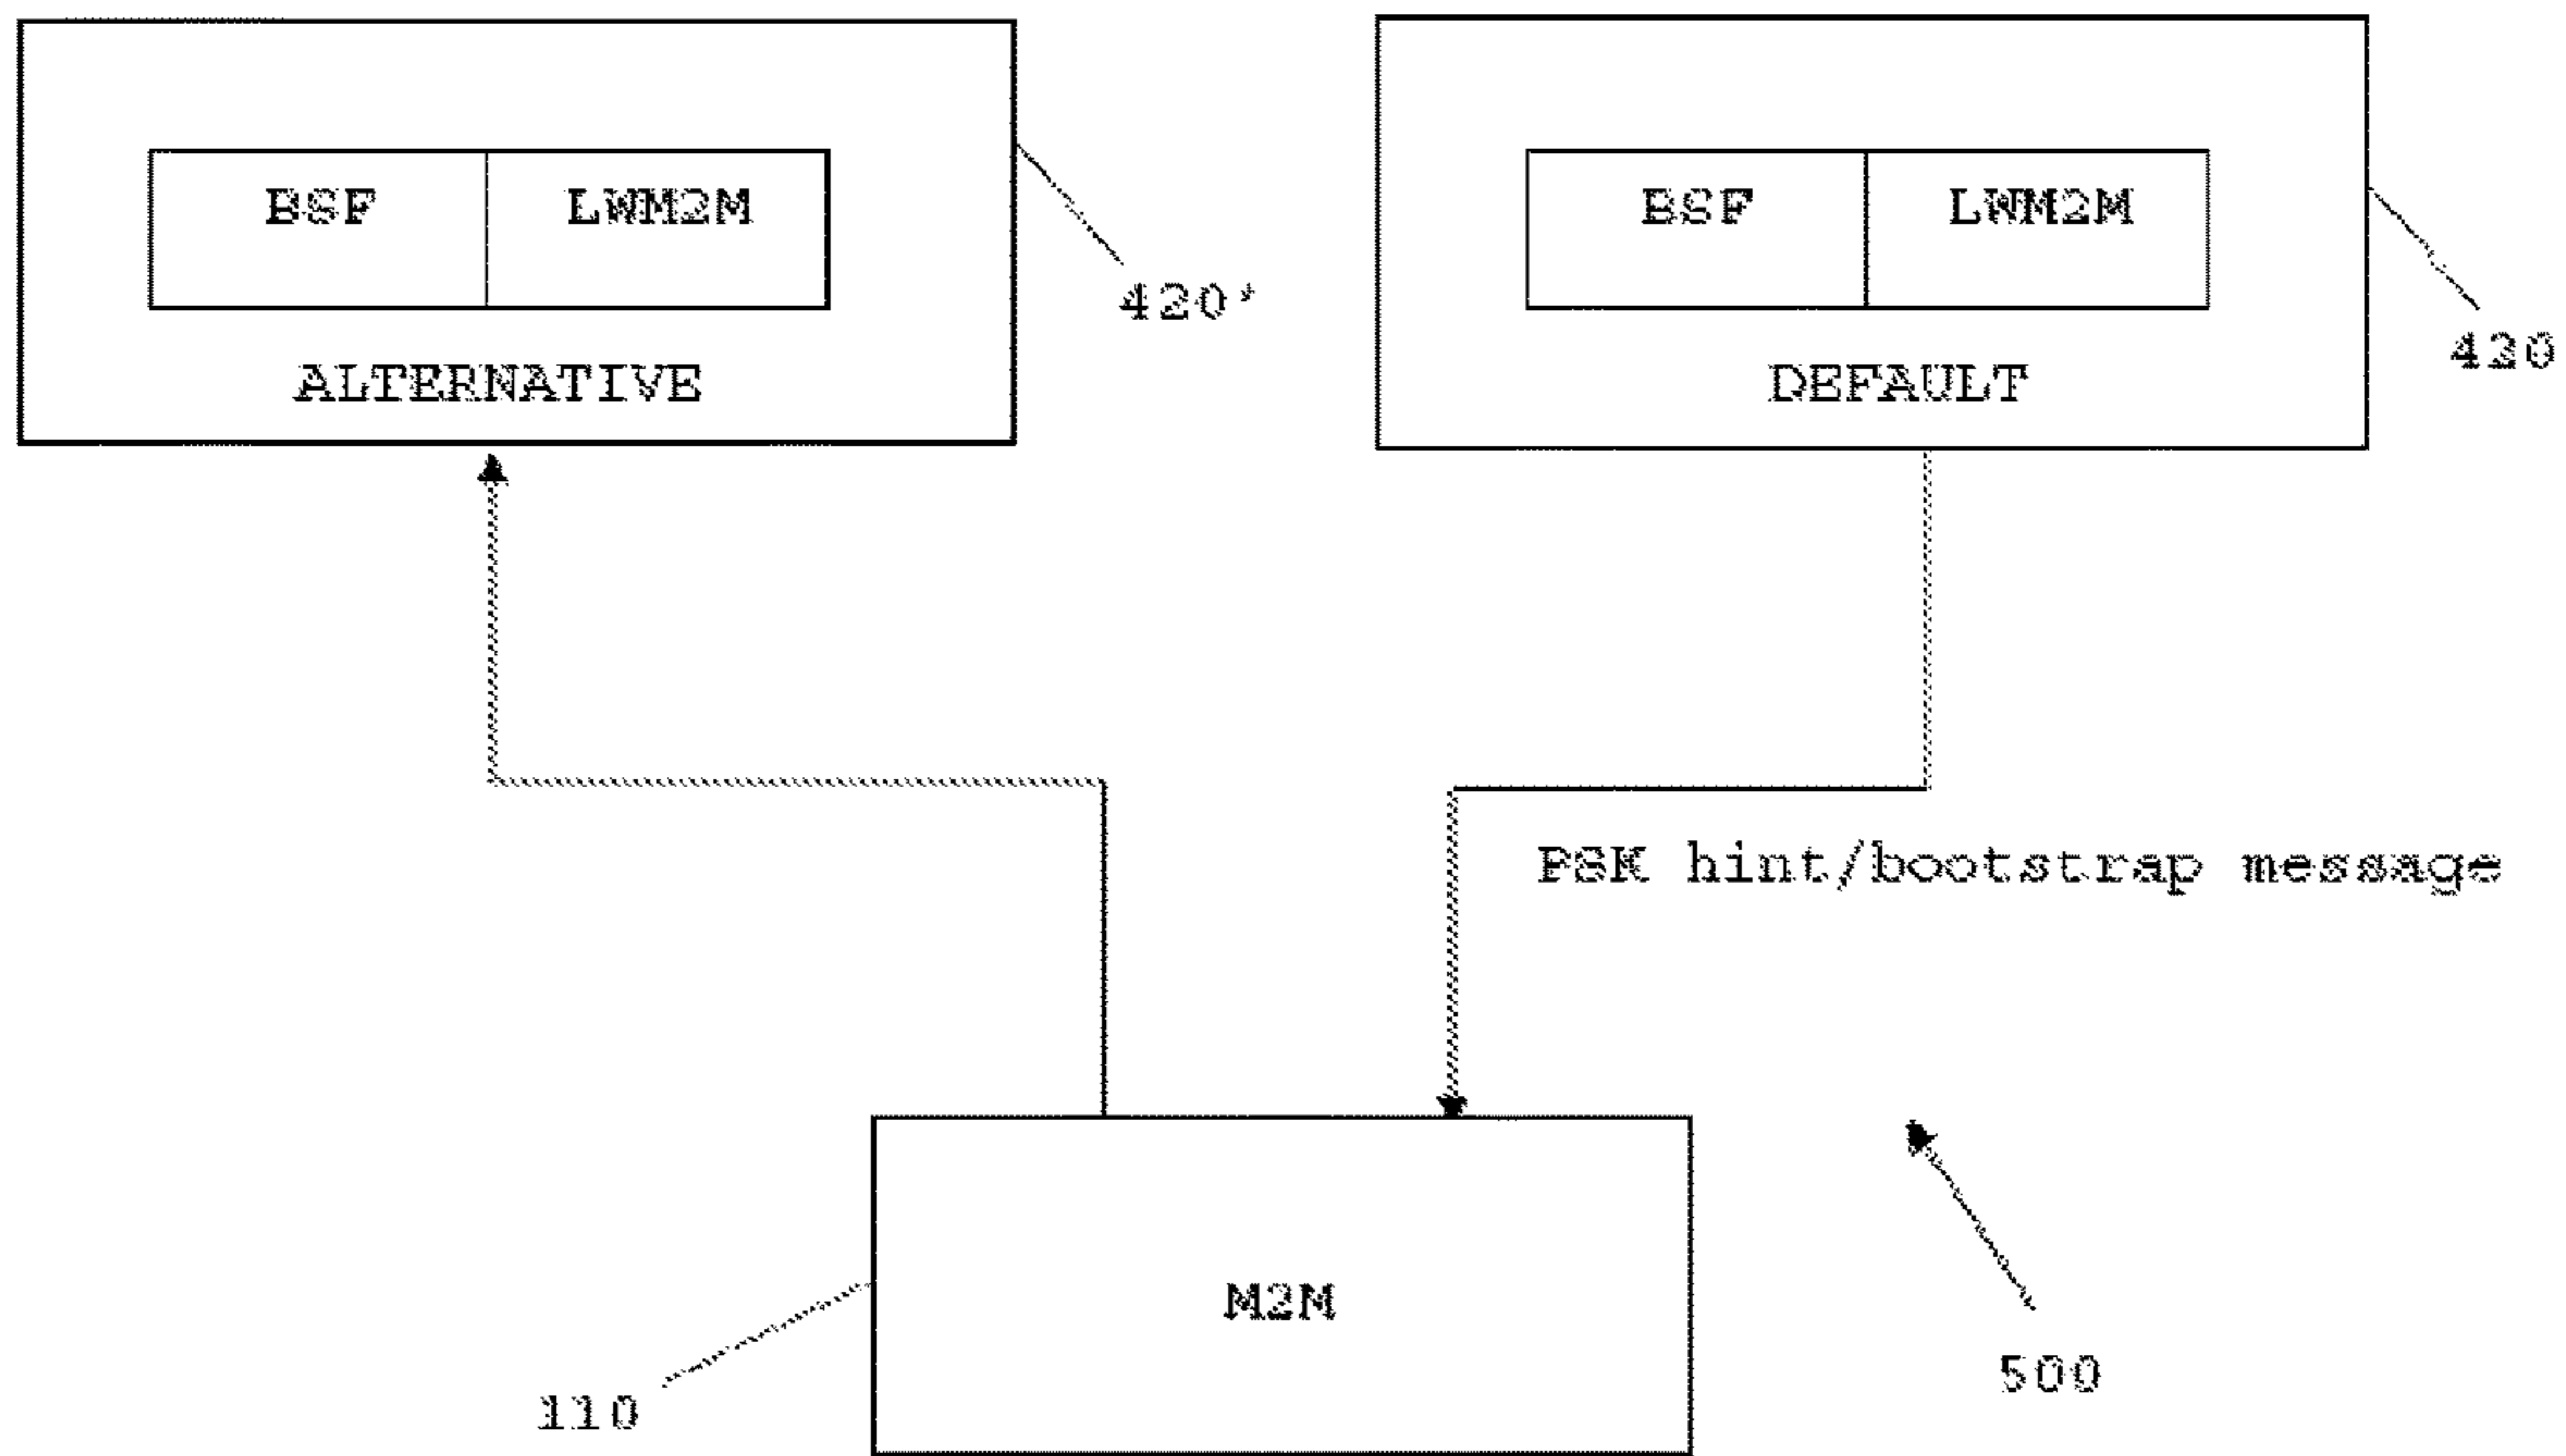 BSF LWM2M
BSF LWM2M
420'
420
ALTERNATIVE
DEFAULT
PSK hint/bootstrap message
M2M
500
110